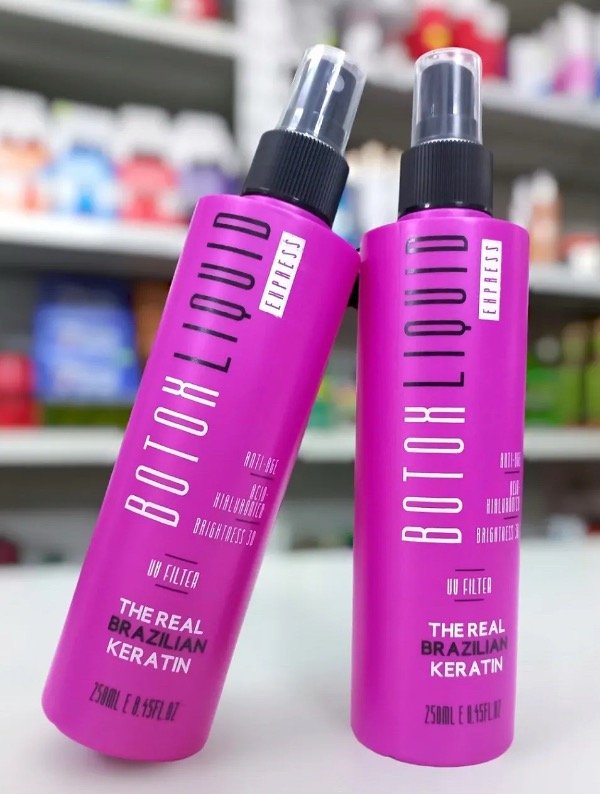 BOTOX LIQUID
EXPRESS
ANTI-AGE
ACID-
HIALURONICO
BRIGHTNESS 3D
UV FILTER
THE REAL
BRAZILIAN
KERATIN
250ML E 8.45FL.OZ
BOTOX LIQUID
EXPRESS
ANTI-AGE
ACID-
HIALURONICO
BRIGHTNESS 3D
UV FILTER
THE REAL
BRAZILIAN
KERATIN
250ML E 8.45FL.OZ